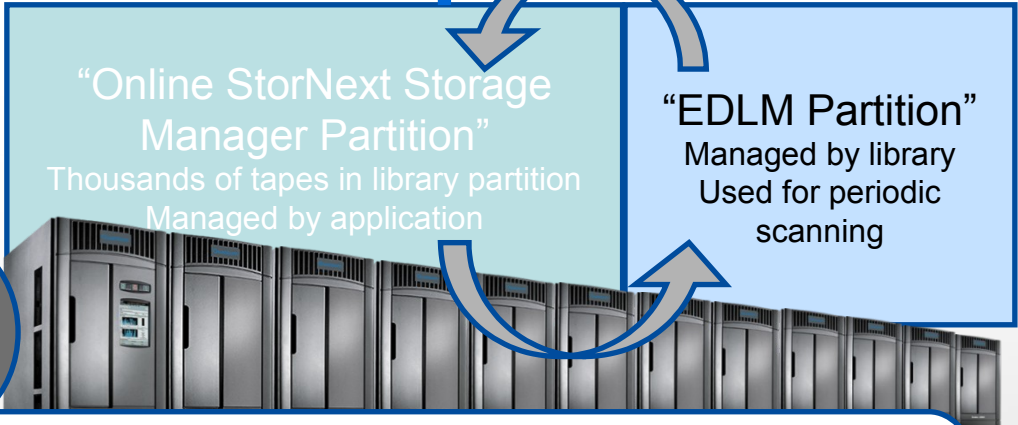 “Online StorNext Storage
Manager Partition”
Thousands of tapes in library partition
Managed by application
“EDLM Partition”
Managed by library
Used for periodic
scanning